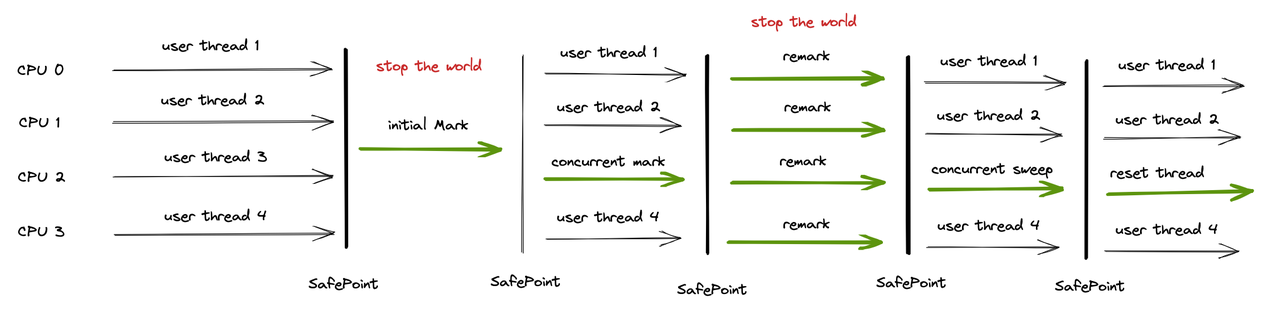 stop the world
CPU 0 user thread 1 stop the world user thread 1 remark user thread 1 user thread 1
CPU 1 user thread 2 initial Mark user thread 2 remark user thread 2 user thread 2
CPU 2 user thread 3 concurrent mark remark concurrent sweep reset thread
CPU 3 user thread 4 user thread 4 remark user thread 4 user thread 4
SafePoint SafePoint SafePoint SafePoint SafePoint